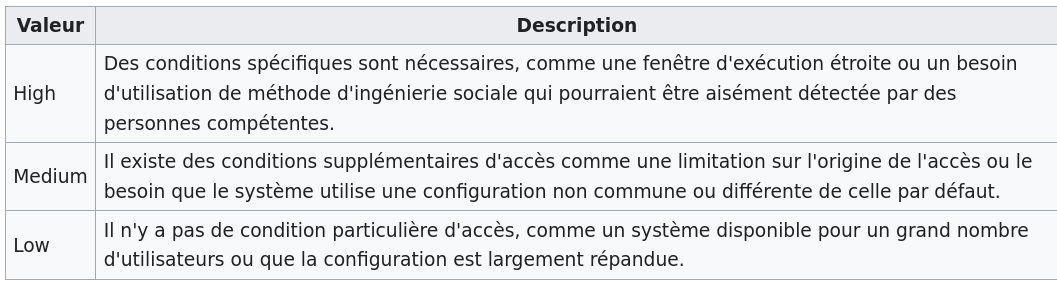 Valeur Description
Des conditions spécifiques sont nécessaires, comme une fenêtre d'exécution étroite ou un besoin
High d'utilisation de méthode d'ingénierie sociale qui pourraient être aisément détectée par des
personnes compétentes.
Il existe des conditions supplémentaires d'accès comme une limitation sur l'origine de l'accès ou le
Medium
besoin que le système utilise une configuration non commune ou différente de celle par défaut.
Il n'y a pas de condition particulière d'accès, comme un système disponible pour un grand nombre
Low
d'utilisateurs ou que la configuration est largement répandue.